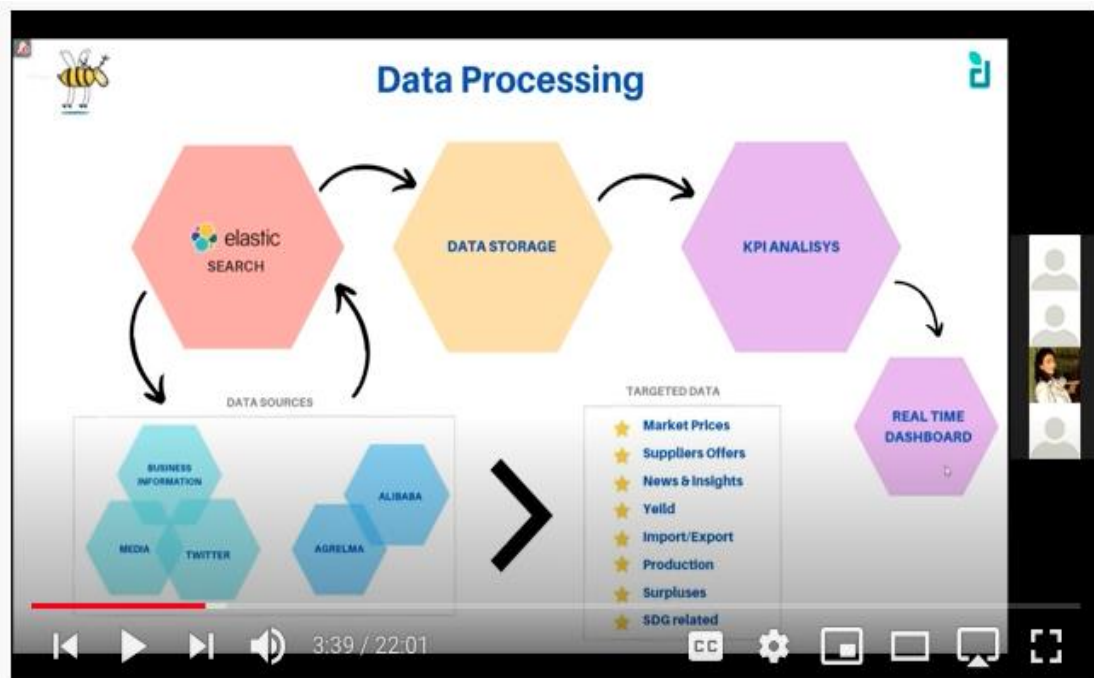 Data Processing
elastic
SEARCH
DATA STORAGE
KPI ANALISYS
DATA SOURCES
BUSINESS
INFORMATION
MEDIA
TWITTER
ALIBABA
AGRELMA
TARGETED DATA
Market Prices
Suppliers Offers
News & Insights
Yeild
Import/Export
Production
Surpluses
SDG related
REAL TIME
DASHBOARD
3:39 / 22:01
CC